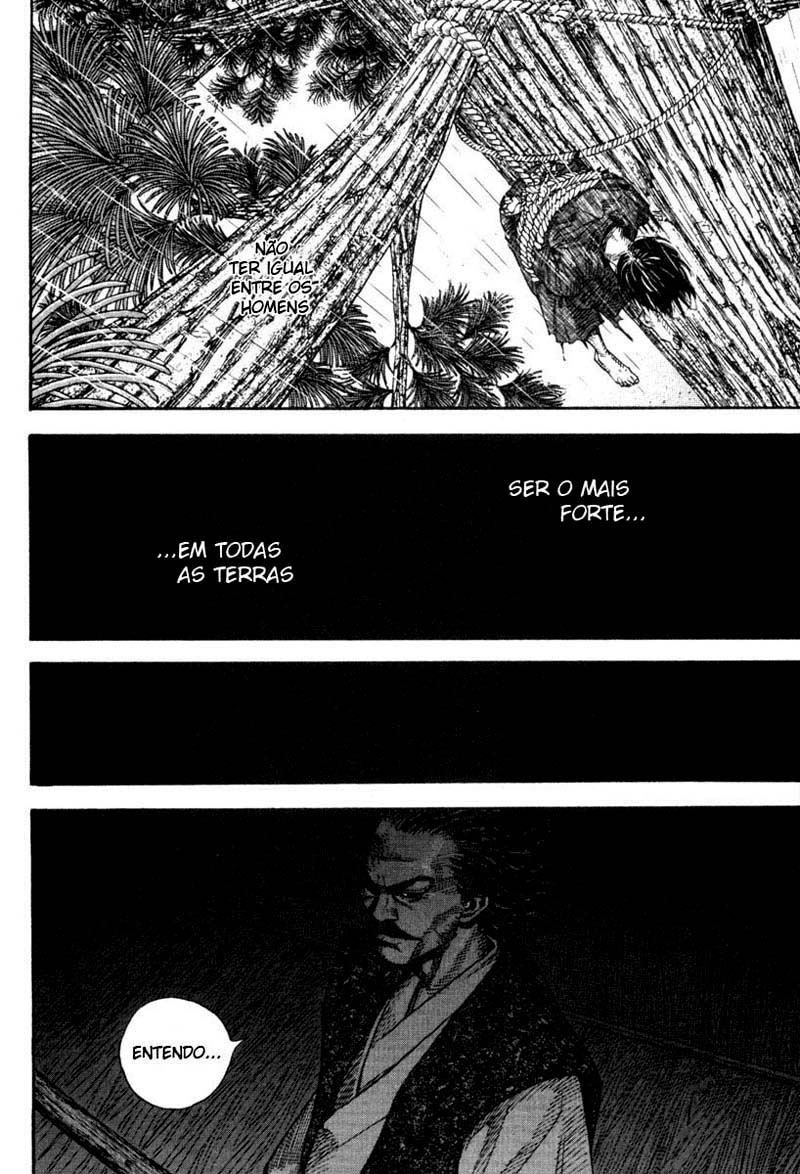 NÃO
TER IGUAL
ENTRE OS
HOMENS
SER O MAIS
FORTE...
...EM TODAS
AS TERRAS
ENTENDO...